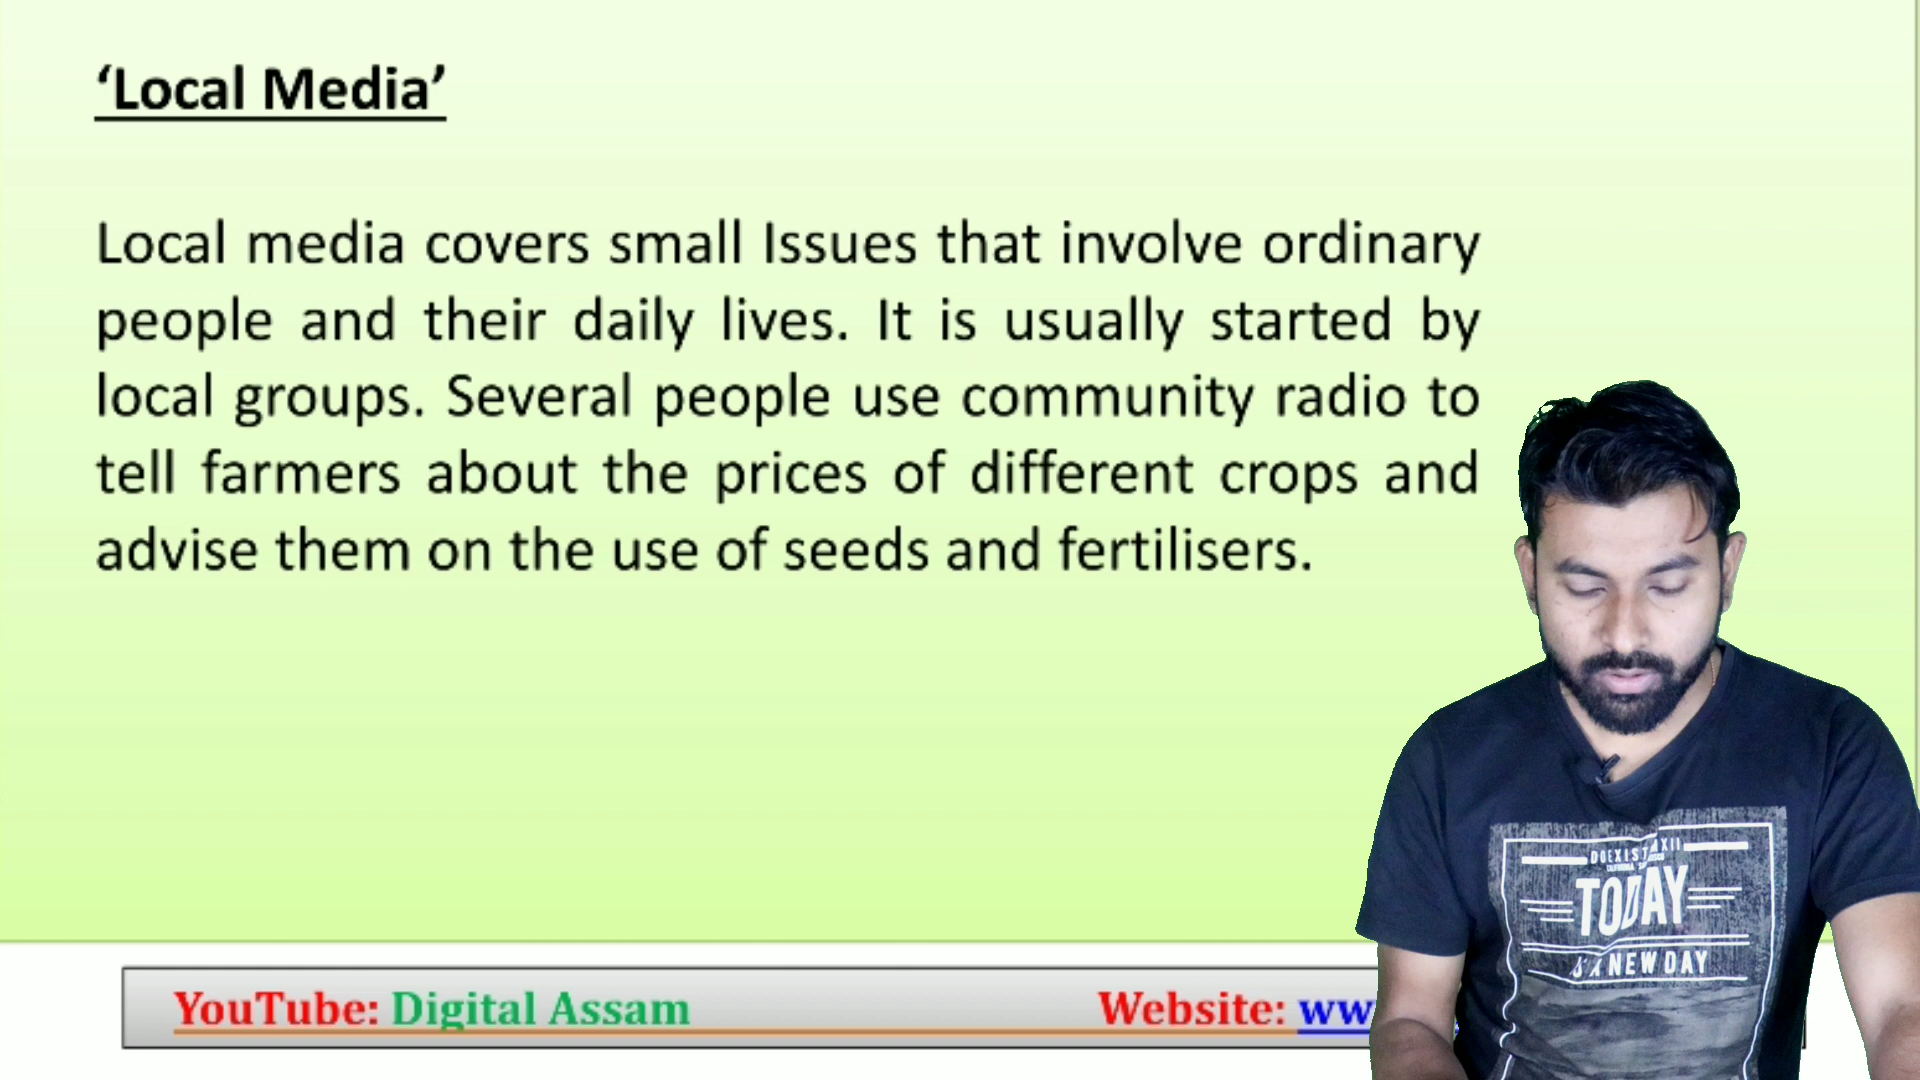 ‘Local Media’
Local media covers small Issues that involve ordinary
people and their daily lives. It is usually started by
local groups. Several people use community radio to
tell farmers about the prices of different crops and
advise them on the use of seeds and fertilisers.
DOEXIST XII
TODAY
NEW DAY
YouTube: Digital Assam
Website: